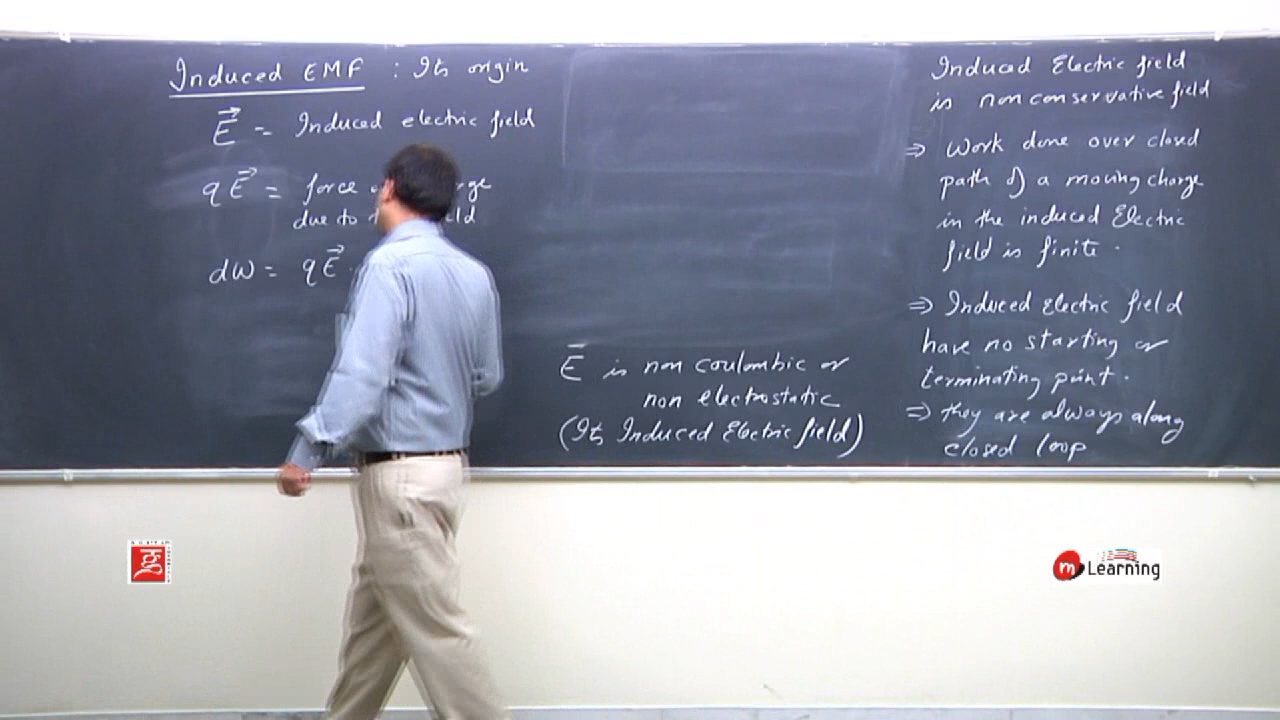 Induced EMF : Its origin
E⃗ = Induced electric field
qE⃗ = force
due to
dW = qE⃗ ·
E⃗ is non coulombic or
non electrostatic
(Its Induced Electric field)
Induced Electric field
is non conservative field
⇒ Work done over closed
path of a moving charge
in the induced Electric
field is finite.
⇒ Induced Electric field
have no starting or
terminating point.
⇒ they are always along
closed loop
m Learning